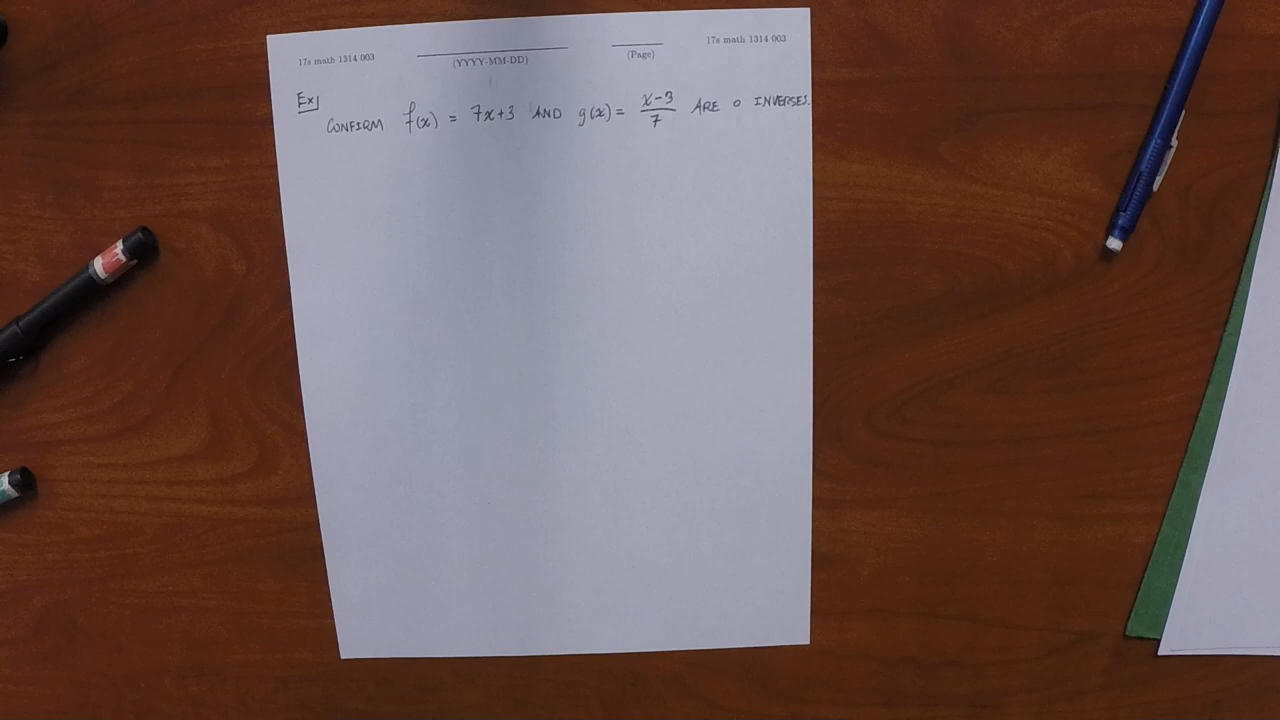 17s math 1314 003 (YYYY-MM-DD) (Page) 17s math 1314 003
Ex|
CONFIRM f(x) = 7x+3 AND g(x) = (x-3)/7 ARE ∘ INVERSES.